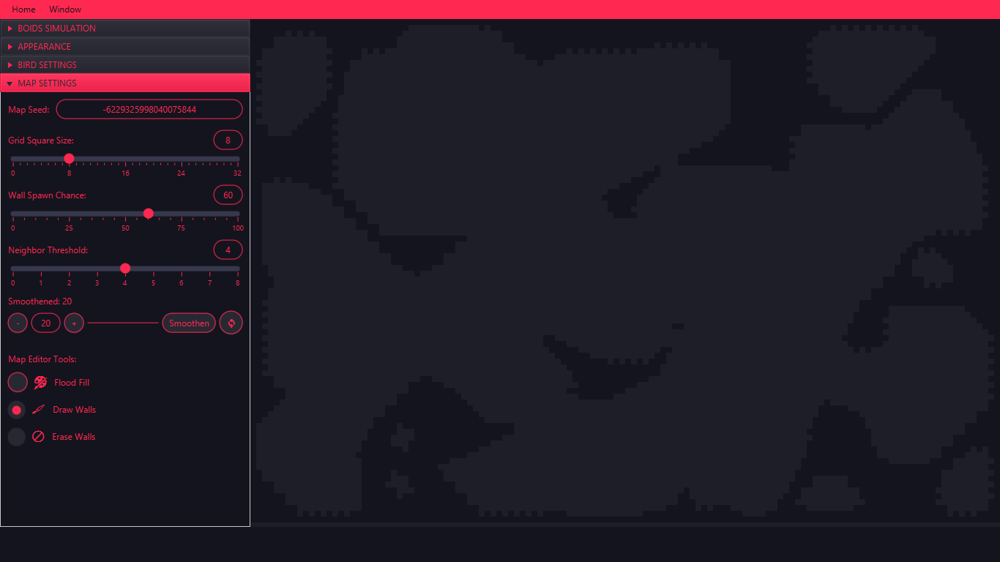 Home Window
BOIDS SIMULATION
APPEARANCE
BIRD SETTINGS
MAP SETTINGS
Map Seed: -6229325998040075844
Grid Square Size: 8
0 8 16 24 32
Wall Spawn Chance: 60
0 25 50 75 100
Neighbor Threshold: 4
0 1 2 3 4 5 6 7 8
Smoothened: 20
- 20 + Smoothen
Map Editor Tools:
Flood Fill
Draw Walls
Erase Walls